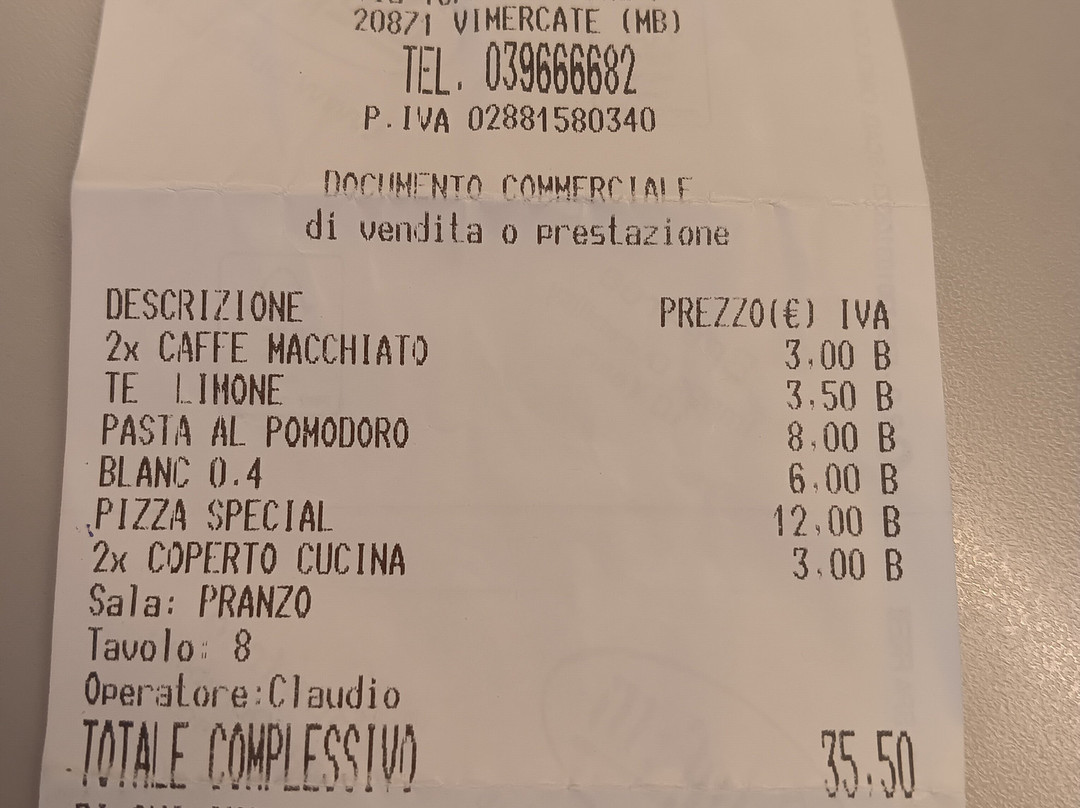 20871 VIMERCATE (MB)
TEL. 039666682
P.IVA 02881580340
DOCUMENTO COMMERCIALE
di vendita o prestazione
DESCRIZIONE PREZZO(€) IVA
2x CAFFE MACCHIATO 3,00 B
TE LIMONE 3,50 B
PASTA AL POMODORO 8,00 B
BLANC 0.4 6,00 B
PIZZA SPECIAL 12,00 B
2x COPERTO CUCINA 3,00 B
Sala: PRANZO
Tavolo: 8
Operatore:Claudio
TOTALE COMPLESSIVO 35,50